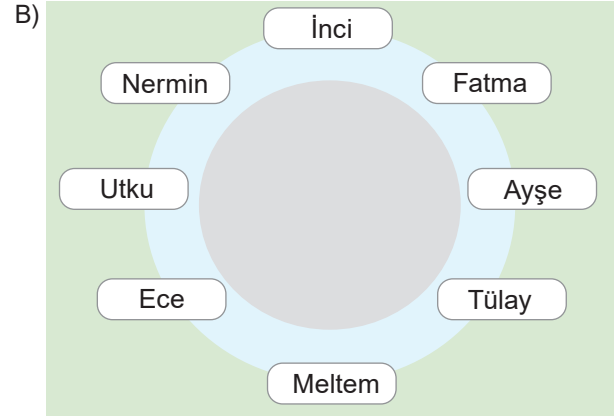 B)
İnci
Nermin
Fatma
Utku
Ayşe
Ece
Tülay
Meltem